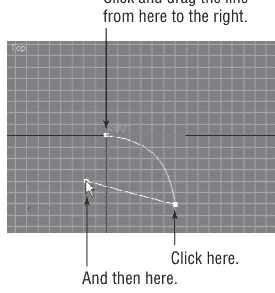 Click and drag the line
from here to the right.
Top
Click here.
And then here.